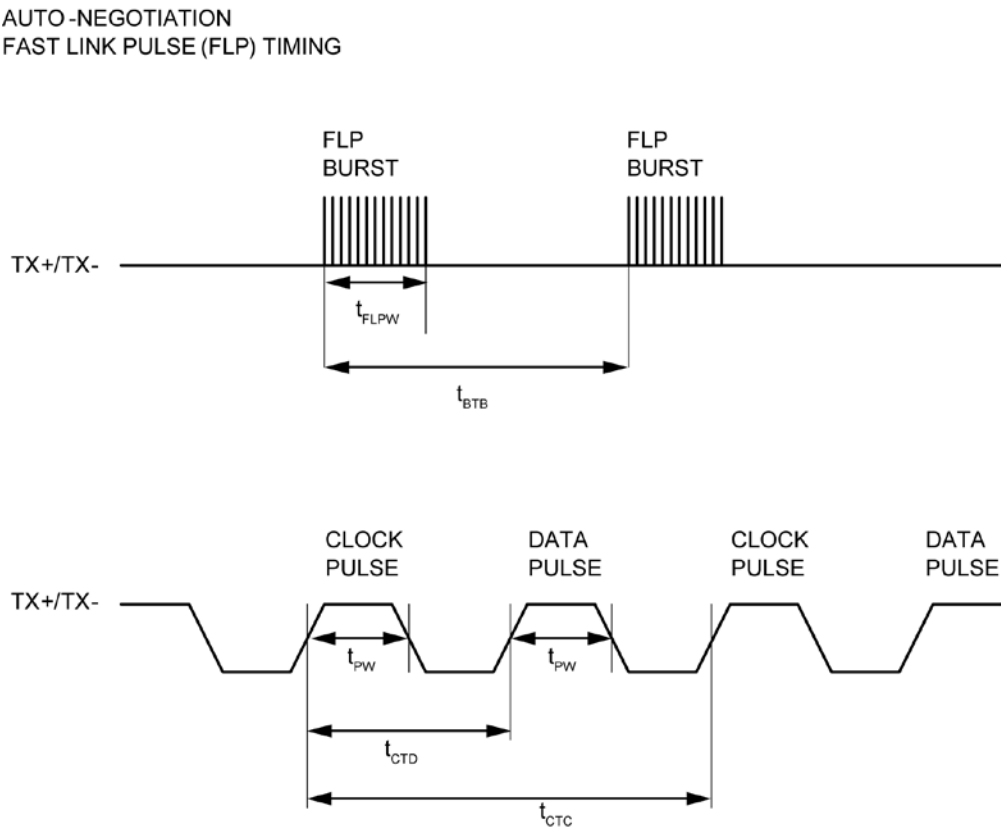 AUTO-NEGOTIATION
FAST LINK PULSE (FLP) TIMING
FLP
BURST
FLP
BURST
TX+/TX-
tFLPW
tBTB
CLOCK
PULSE
DATA
PULSE
CLOCK
PULSE
DATA
PULSE
TX+/TX-
tPW
tPW
tCTD
tCTC